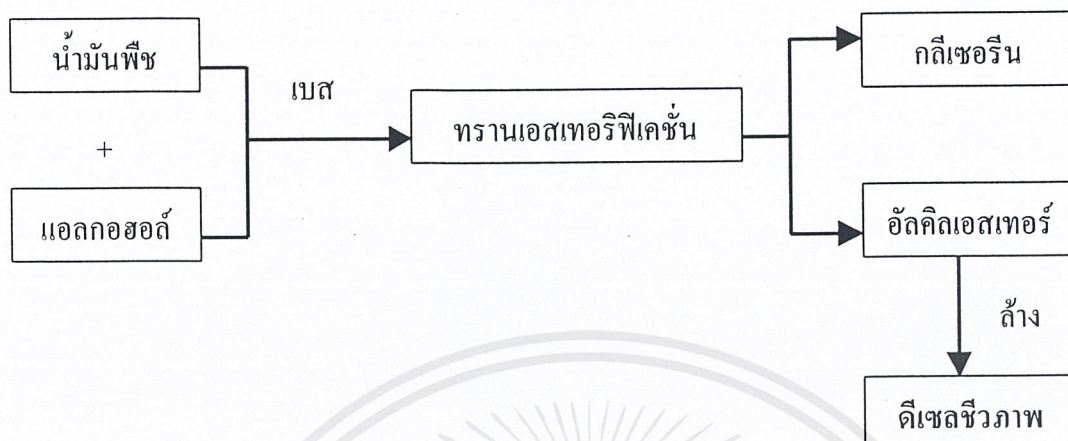 น้ำมันพืช
+
แอลกอฮอล์
เบส
ทรานเอสเทอริฟิเคชั่น
กลีเซอรีน
อัลคิลเอสเทอร์
ล้าง
ดีเซลชีวภาพ